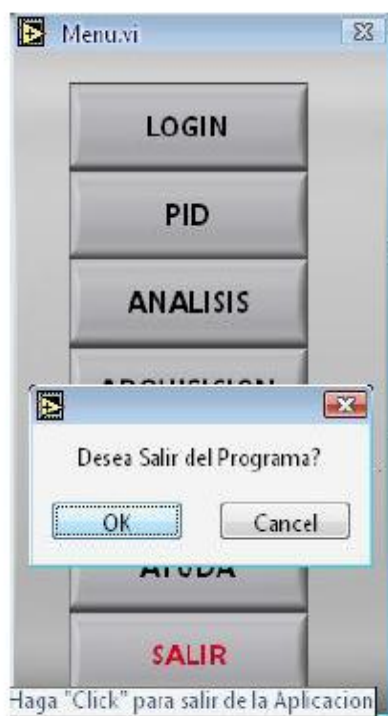 Menu.vi
LOGIN
PID
ANALISIS
Desea Salir del Programa?
OK Cancel
AYUDA
SALIR
Haga "Click" para salir de la Aplicacion